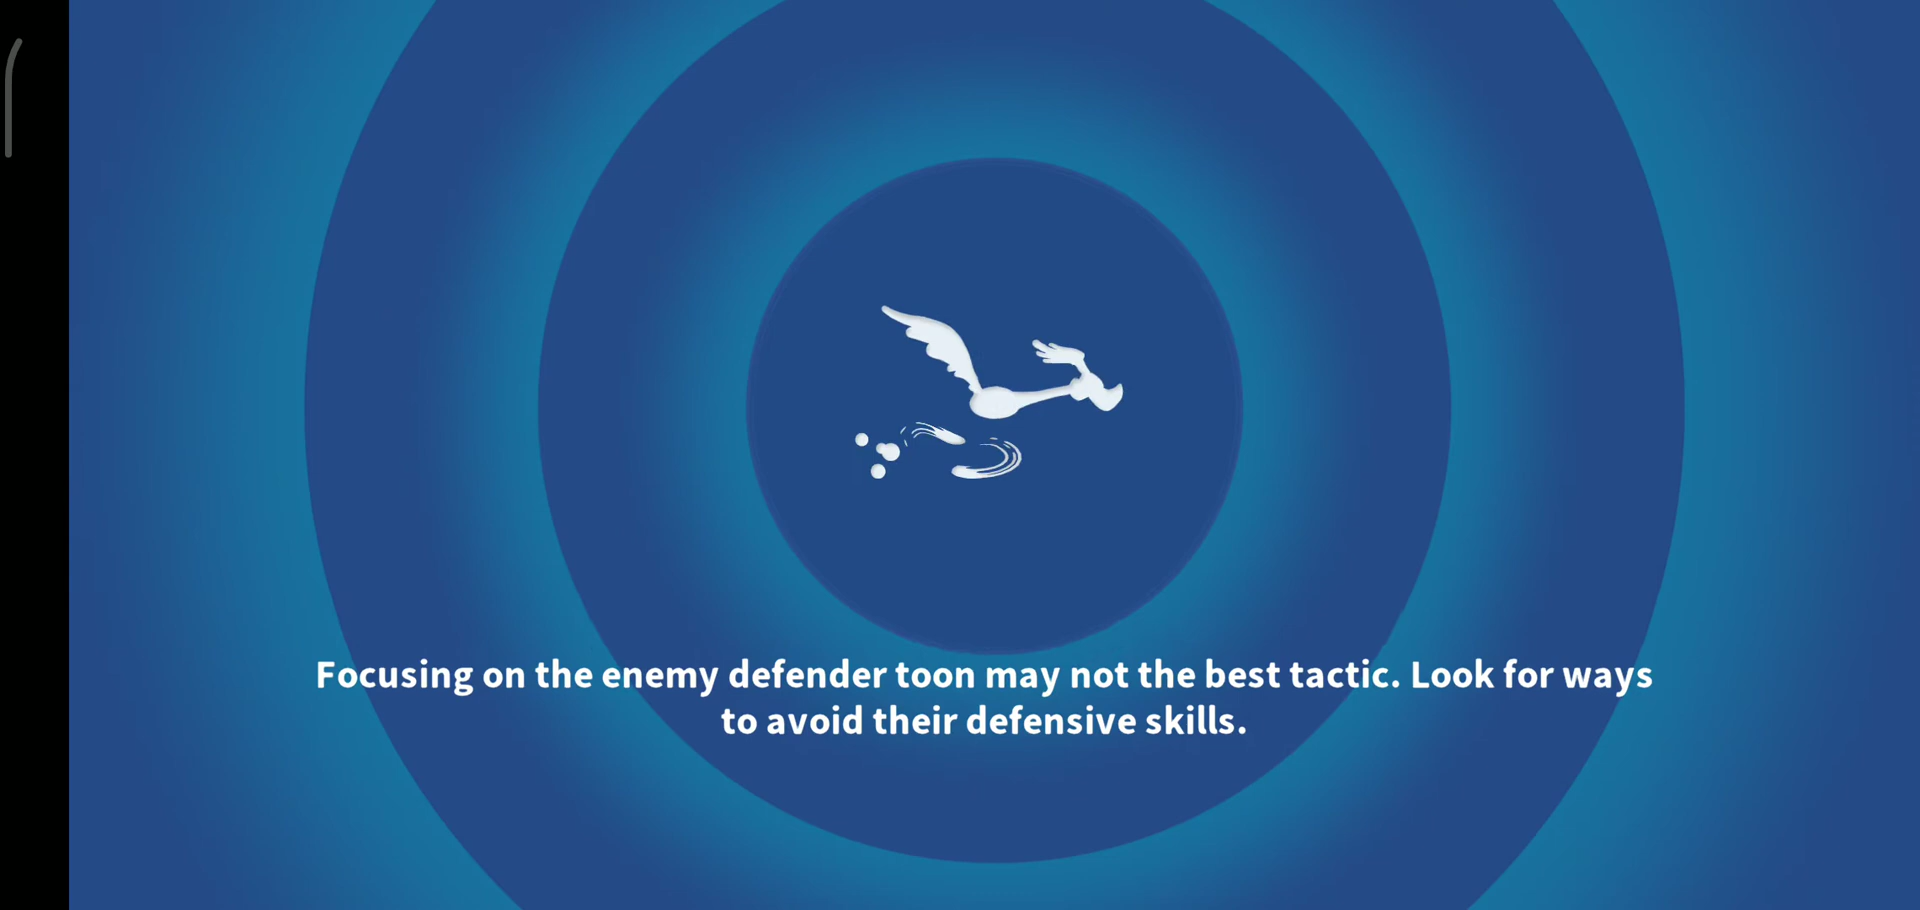 Focusing on the enemy defender toon may not the best tactic. Look for ways
to avoid their defensive skills.